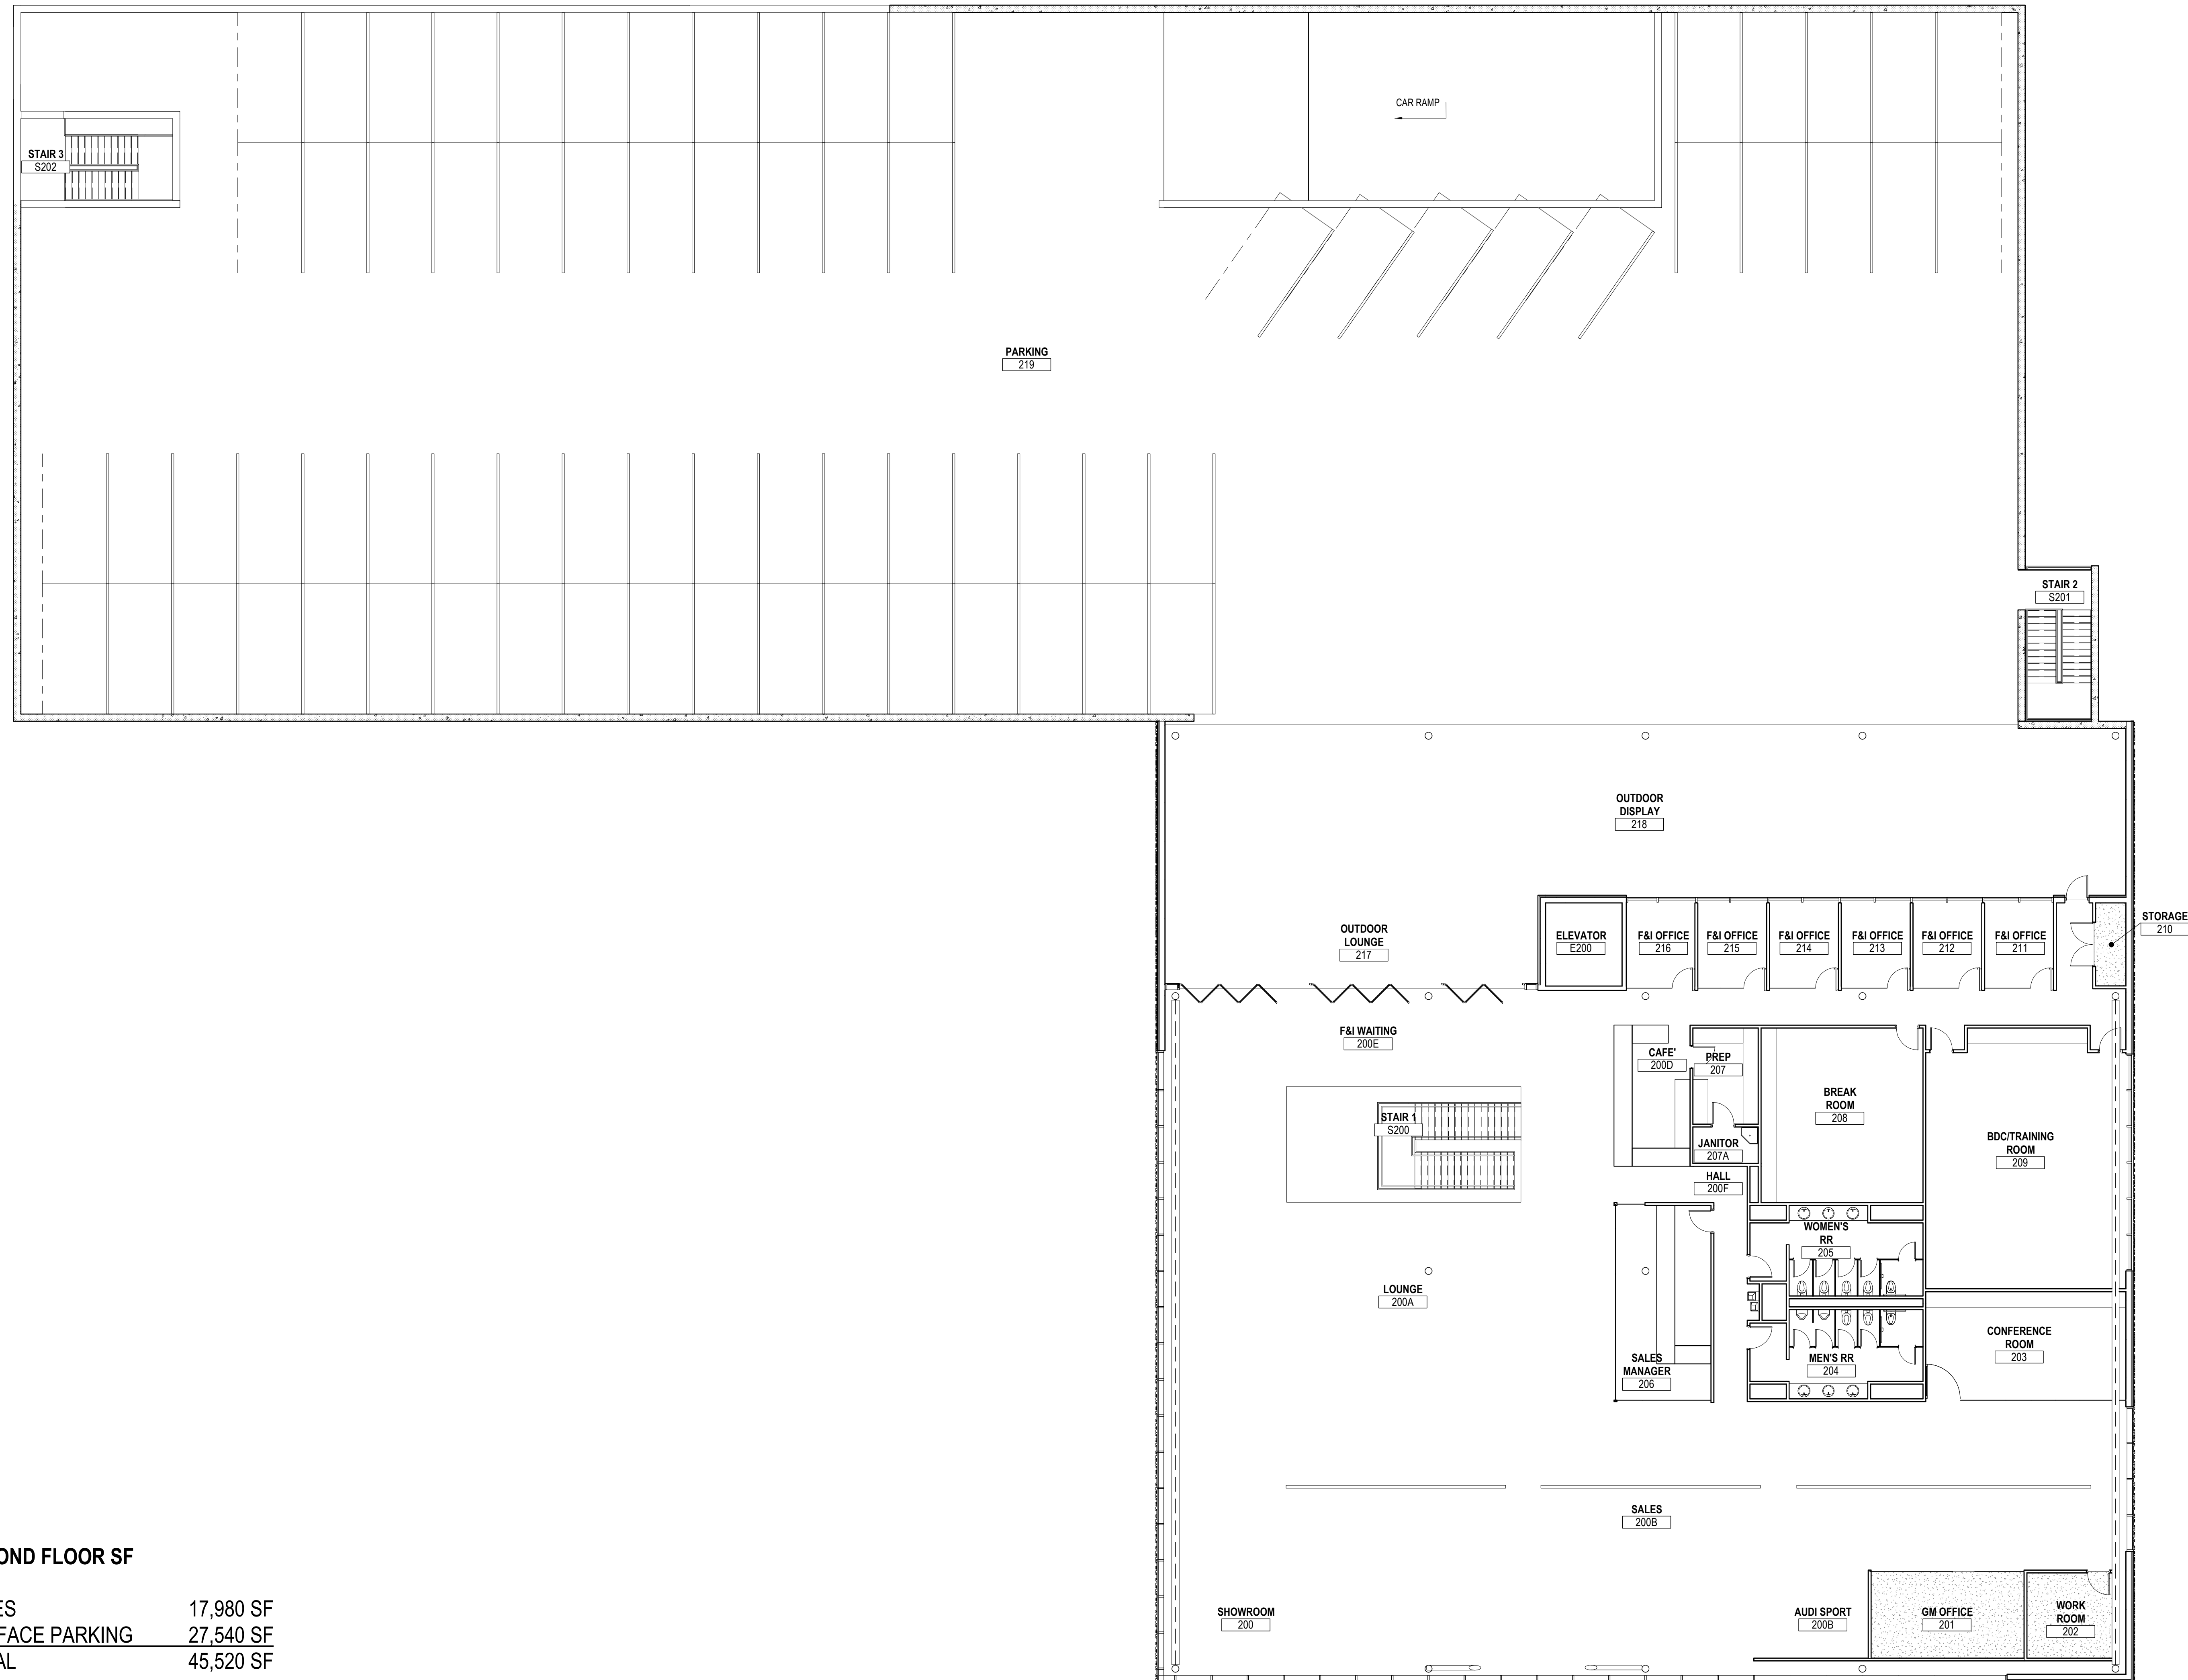 CAR RAMP
STAIR 3
S202
PARKING
219
STAIR 2
S201
OUTDOOR
DISPLAY
218
OUTDOOR
LOUNGE
217
ELEVATOR
E200
F&I OFFICE
216
F&I OFFICE
215
F&I OFFICE
214
F&I OFFICE
213
F&I OFFICE
212
F&I OFFICE
211
STORAGE
210
F&I WAITING
200E
CAFE'
200D
PREP
207
BREAK
ROOM
208
STAIR 1
S200
JANITOR
207A
BDC/TRAINING
ROOM
209
HALL
200F
WOMEN'S
RR
205
LOUNGE
200A
CONFERENCE
ROOM
203
SALES
MANAGER
206
MEN'S RR
204
SALES
200B
SHOWROOM
200
AUDI SPORT
200B
GM OFFICE
201
WORK
ROOM
202
OND FLOOR SF
ES 17,980 SF
FACE PARKING 27,540 SF
AL 45,520 SF